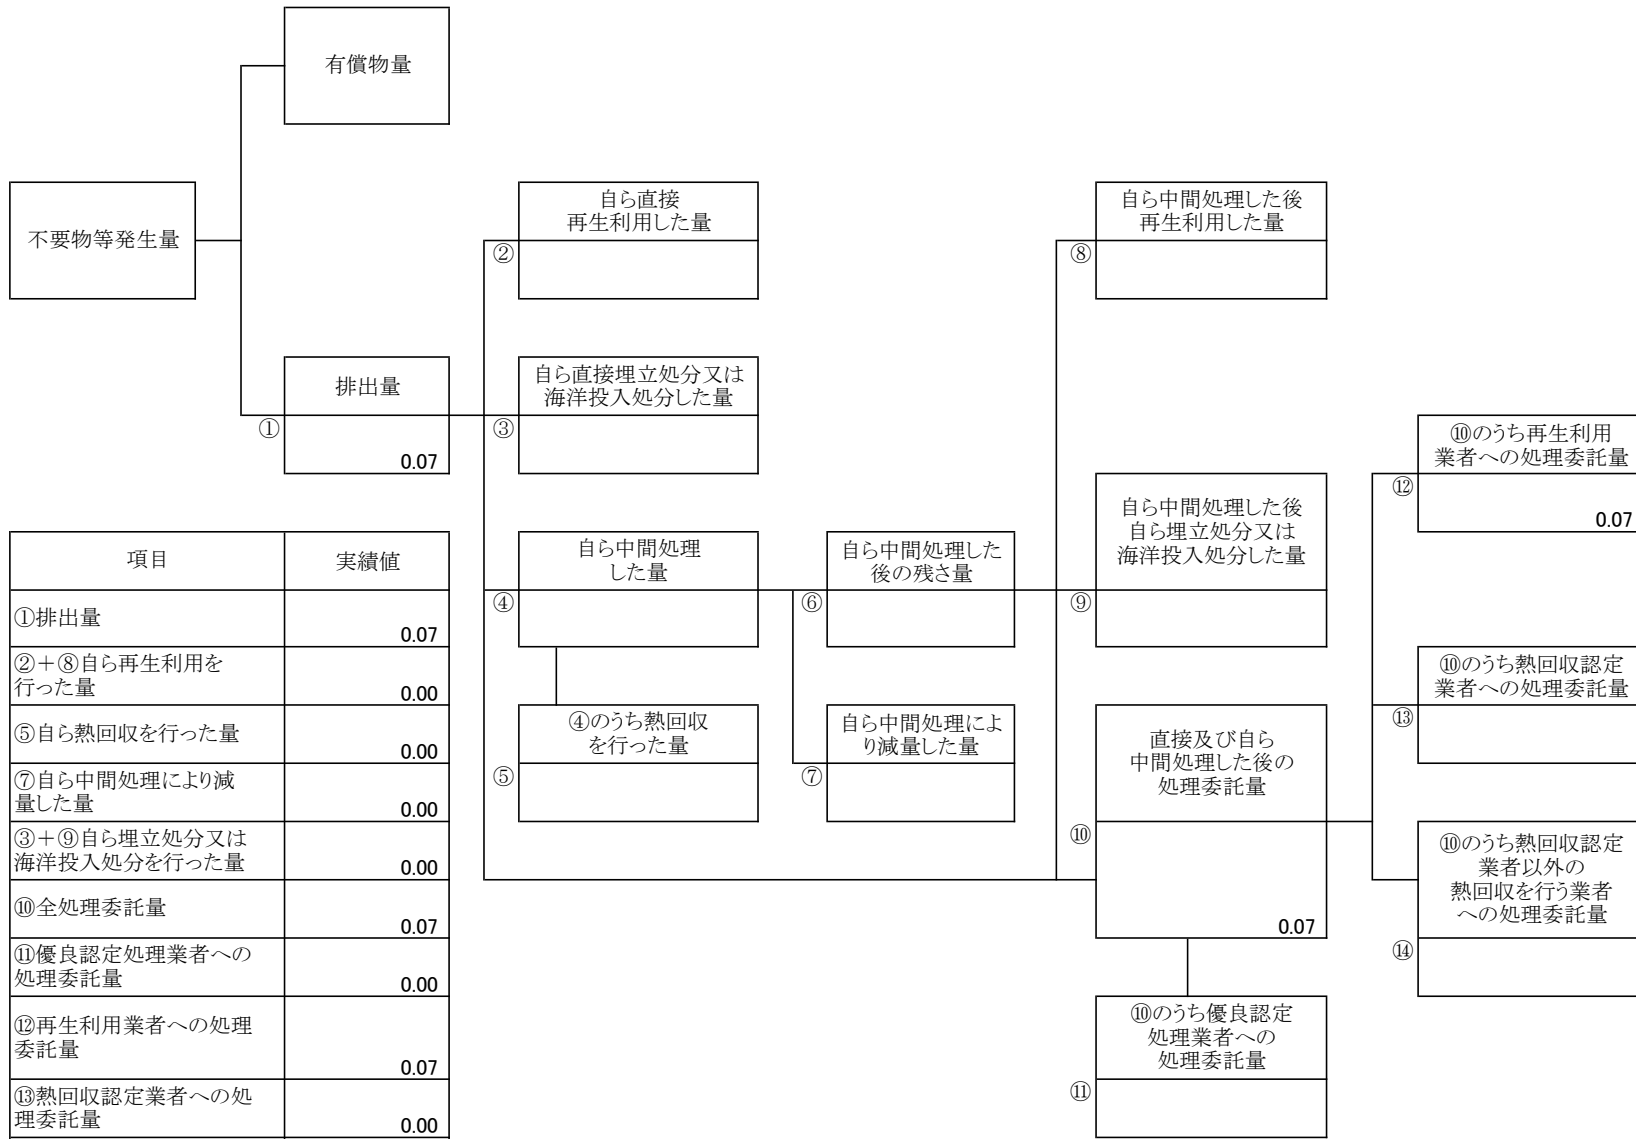 有償物量
不要物等発生量
自ら直接
再生利用した量
②
自ら中間処理した後
再生利用した量
⑧
排出量
①
0.07
自ら直接埋立処分又は
海洋投入処分した量
③
⑩のうち再生利用
業者への処理委託量
⑫
0.07
自ら中間処理した後
自ら埋立処分又は
海洋投入処分した量
⑨
自ら中間処理
した量
④
自ら中間処理した
後の残さ量
⑥
④のうち熱回収
を行った量
⑤
自ら中間処理によ
り減量した量
⑦
直接及び自ら
中間処理した後の
処理委託量
⑩
0.07
⑩のうち熱回収認定
業者への処理委託量
⑬
⑩のうち熱回収認定
業者以外の
熱回収を行う業者
への処理委託量
⑭
⑩のうち優良認定
処理業者への
処理委託量
⑪
項目 実績値
①排出量
0.07
②+⑧自ら再生利用を
行った量
0.00
⑤自ら熱回収を行った量
0.00
⑦自ら中間処理により減
量した量
0.00
③+⑨自ら埋立処分又は
海洋投入処分を行った量
0.00
⑩全処理委託量
0.07
⑪優良認定処理業者への
処理委託量
0.00
⑫再生利用業者への処理
委託量
0.07
⑬熱回収認定業者への処
理委託量
0.00